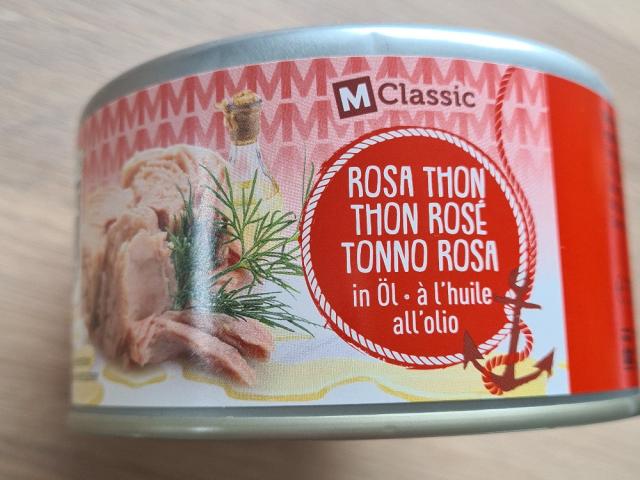 M Classic
ROSA THON
THON ROSÉ
TONNO ROSA
in Öl · à l'huile
all'olio